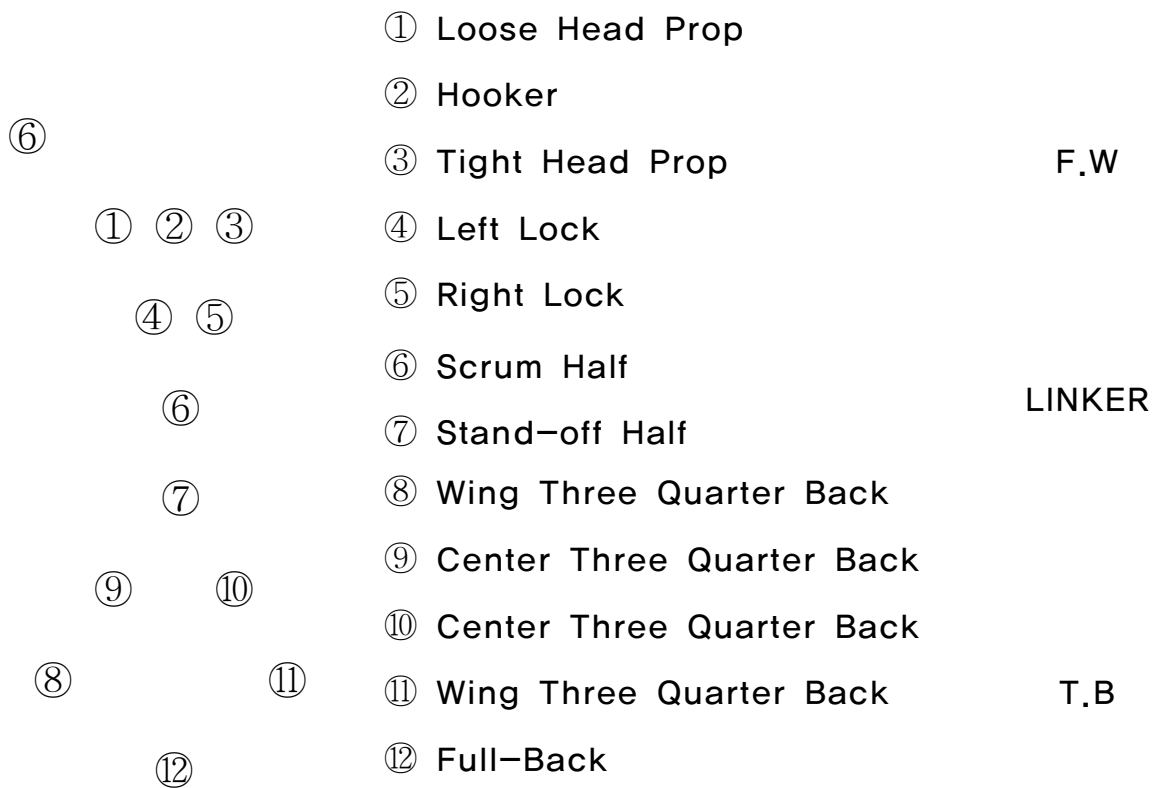 ⑥
① ② ③
④ ⑤
⑥
⑦
⑨ ⑩
⑧ ⑪
⑫
① Loose Head Prop
② Hooker
③ Tight Head Prop
④ Left Lock
⑤ Right Lock
⑥ Scrum Half
⑦ Stand-off Half
⑧ Wing Three Quarter Back
⑨ Center Three Quarter Back
⑩ Center Three Quarter Back
⑪ Wing Three Quarter Back
⑫ Full-Back
F.W
LINKER
T.B